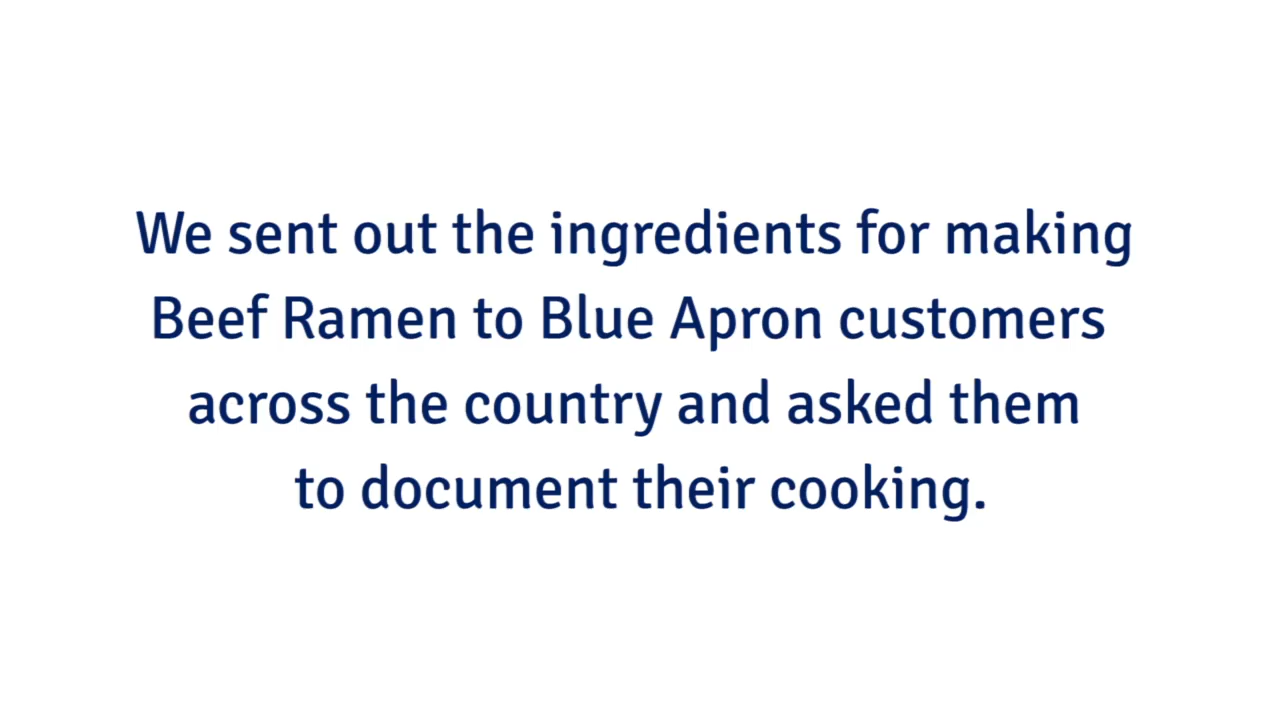 We sent out the ingredients for making
Beef Ramen to Blue Apron customers
across the country and asked them
to document their cooking.